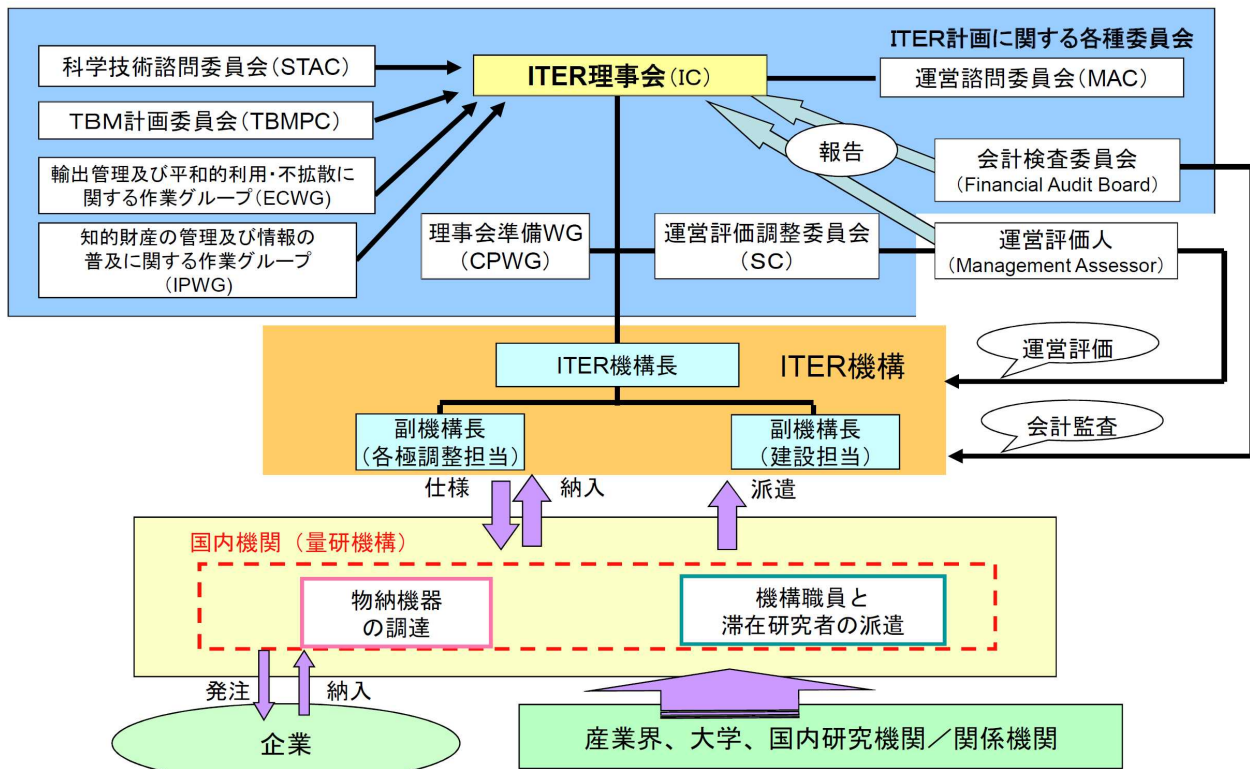 ITER計画に関する各種委員会
科学技術諮問委員会(STAC)
ITER理事会(IC)
運営諮問委員会(MAC)
TBM計画委員会(TBMPC)
報告
会計検査委員会
(Financial Audit Board)
輸出管理及び平和的利用・不拡散に
関する作業グループ(ECWG)
知的財産の管理及び情報の
普及に関する作業グループ
(IPWG)
理事会準備WG
(CPWG)
運営評価調整委員会
(SC)
運営評価人
(Management Assessor)
ITER機構長
ITER機構
運営評価
副機構長
(各極調整担当)
副機構長
(建設担当)
会計監査
仕様
納入
派遣
国内機関(量研機構)
物納機器
の調達
機構職員と
滞在研究者の派遣
発注
納入
企業
産業界、大学、国内研究機関/関係機関